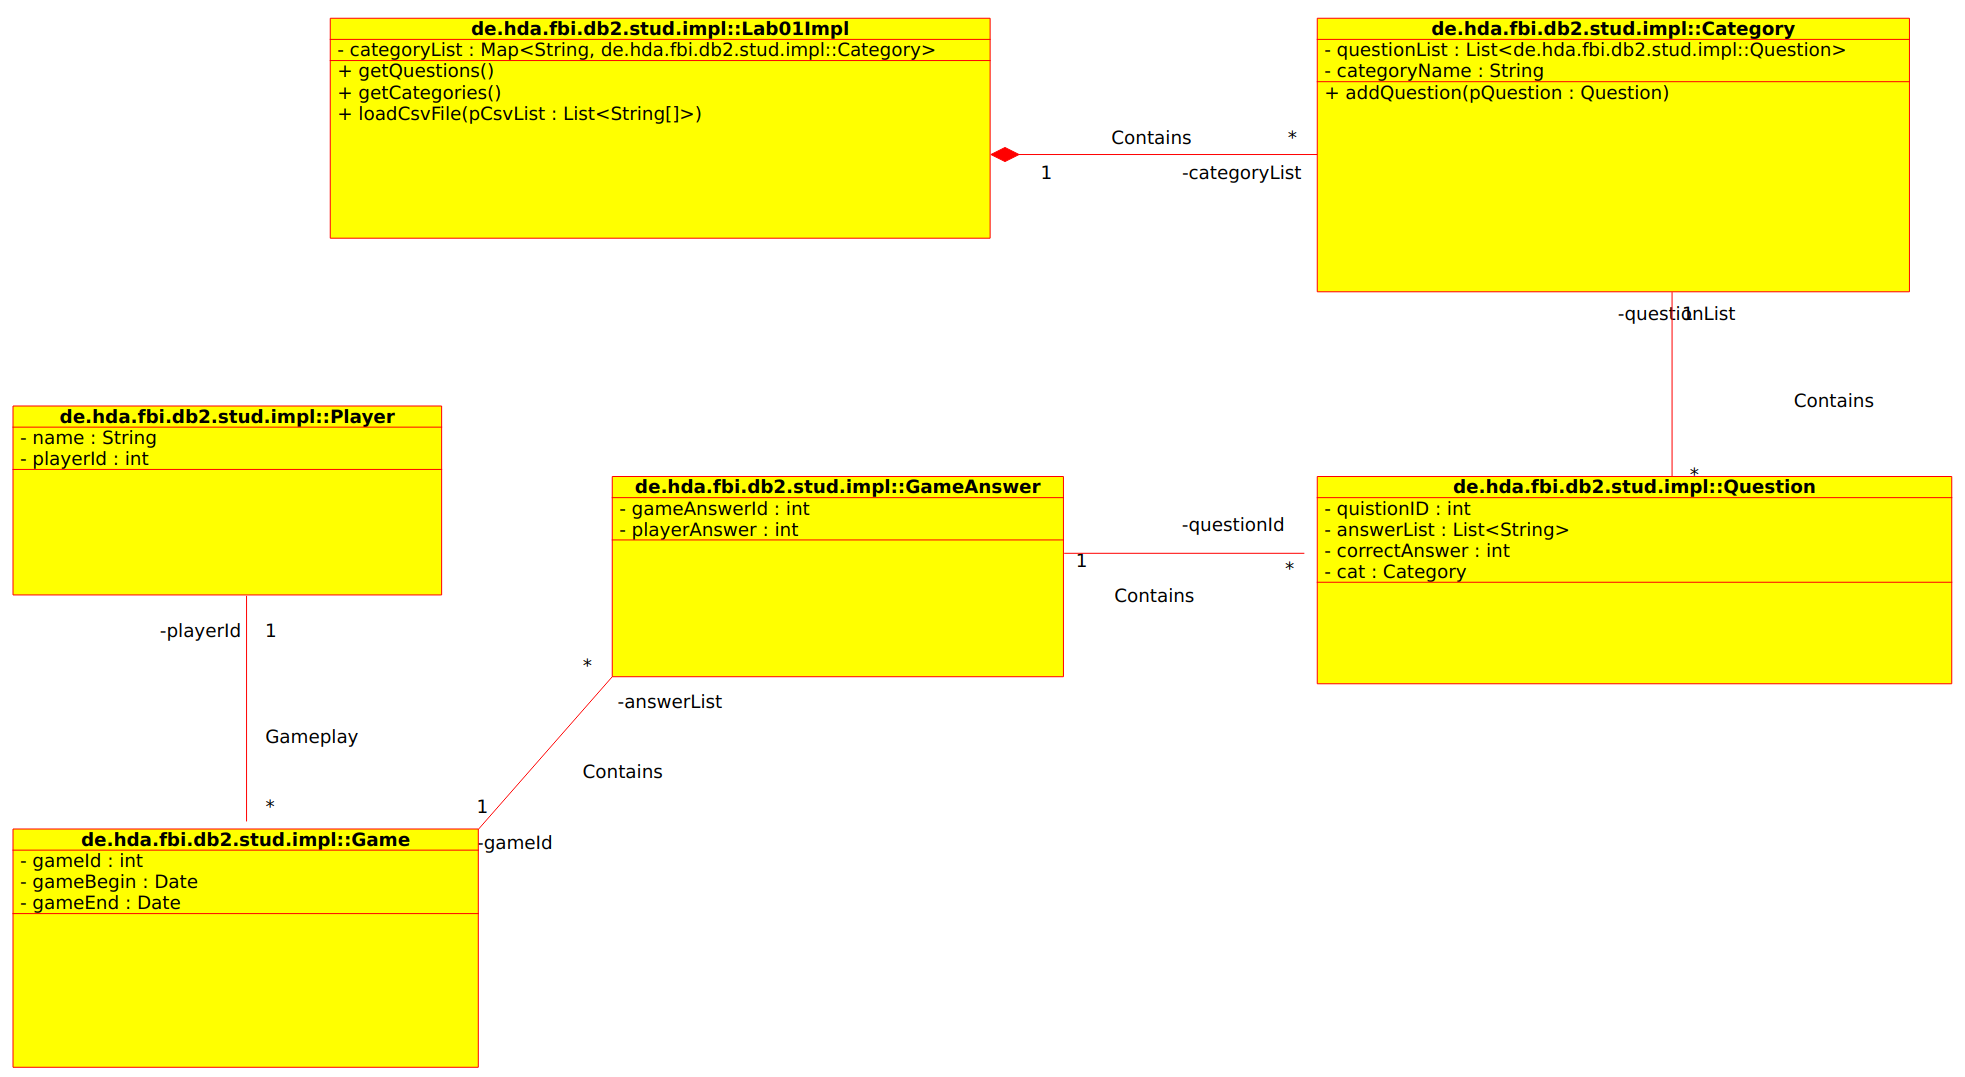 de.hda.fbi.db2.stud.impl::Lab01Impl
- categoryList : Map<String, de.hda.fbi.db2.stud.impl::Category>
+ getQuestions()
+ getCategories()
+ loadCsvFile(pCsvList : List<String[]>)
de.hda.fbi.db2.stud.impl::Category
- questionList : List<de.hda.fbi.db2.stud.impl::Question>
- categoryName : String
+ addQuestion(pQuestion : Question)
Contains
*
1
-categoryList
-questionList
1
Contains
*
de.hda.fbi.db2.stud.impl::Player
- name : String
- playerId : int
de.hda.fbi.db2.stud.impl::GameAnswer
- gameAnswerId : int
- playerAnswer : int
de.hda.fbi.db2.stud.impl::Question
- quistionID : int
- answerList : List<String>
- correctAnswer : int
- cat : Category
-questionId
1
*
Contains
-playerId
1
Gameplay
*
*
-answerList
Contains
1
-gameId
de.hda.fbi.db2.stud.impl::Game
- gameId : int
- gameBegin : Date
- gameEnd : Date